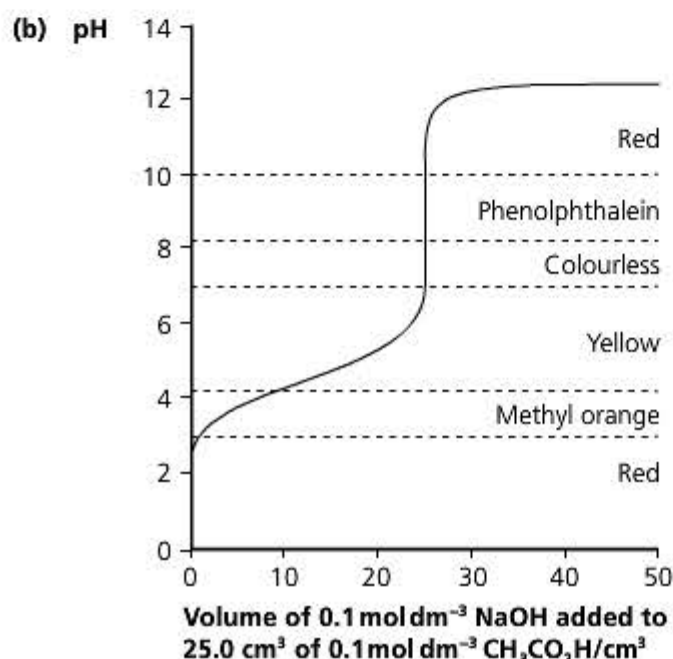 (b) pH
14
12
Red
10
Phenolphthalein
8
Colourless
6
Yellow
4
Methyl orange
2
Red
0
0 10 20 30 40 50
Volume of 0.1 mol dm⁻³ NaOH added to
25.0 cm³ of 0.1 mol dm⁻³ CH₃CO₂H/cm³